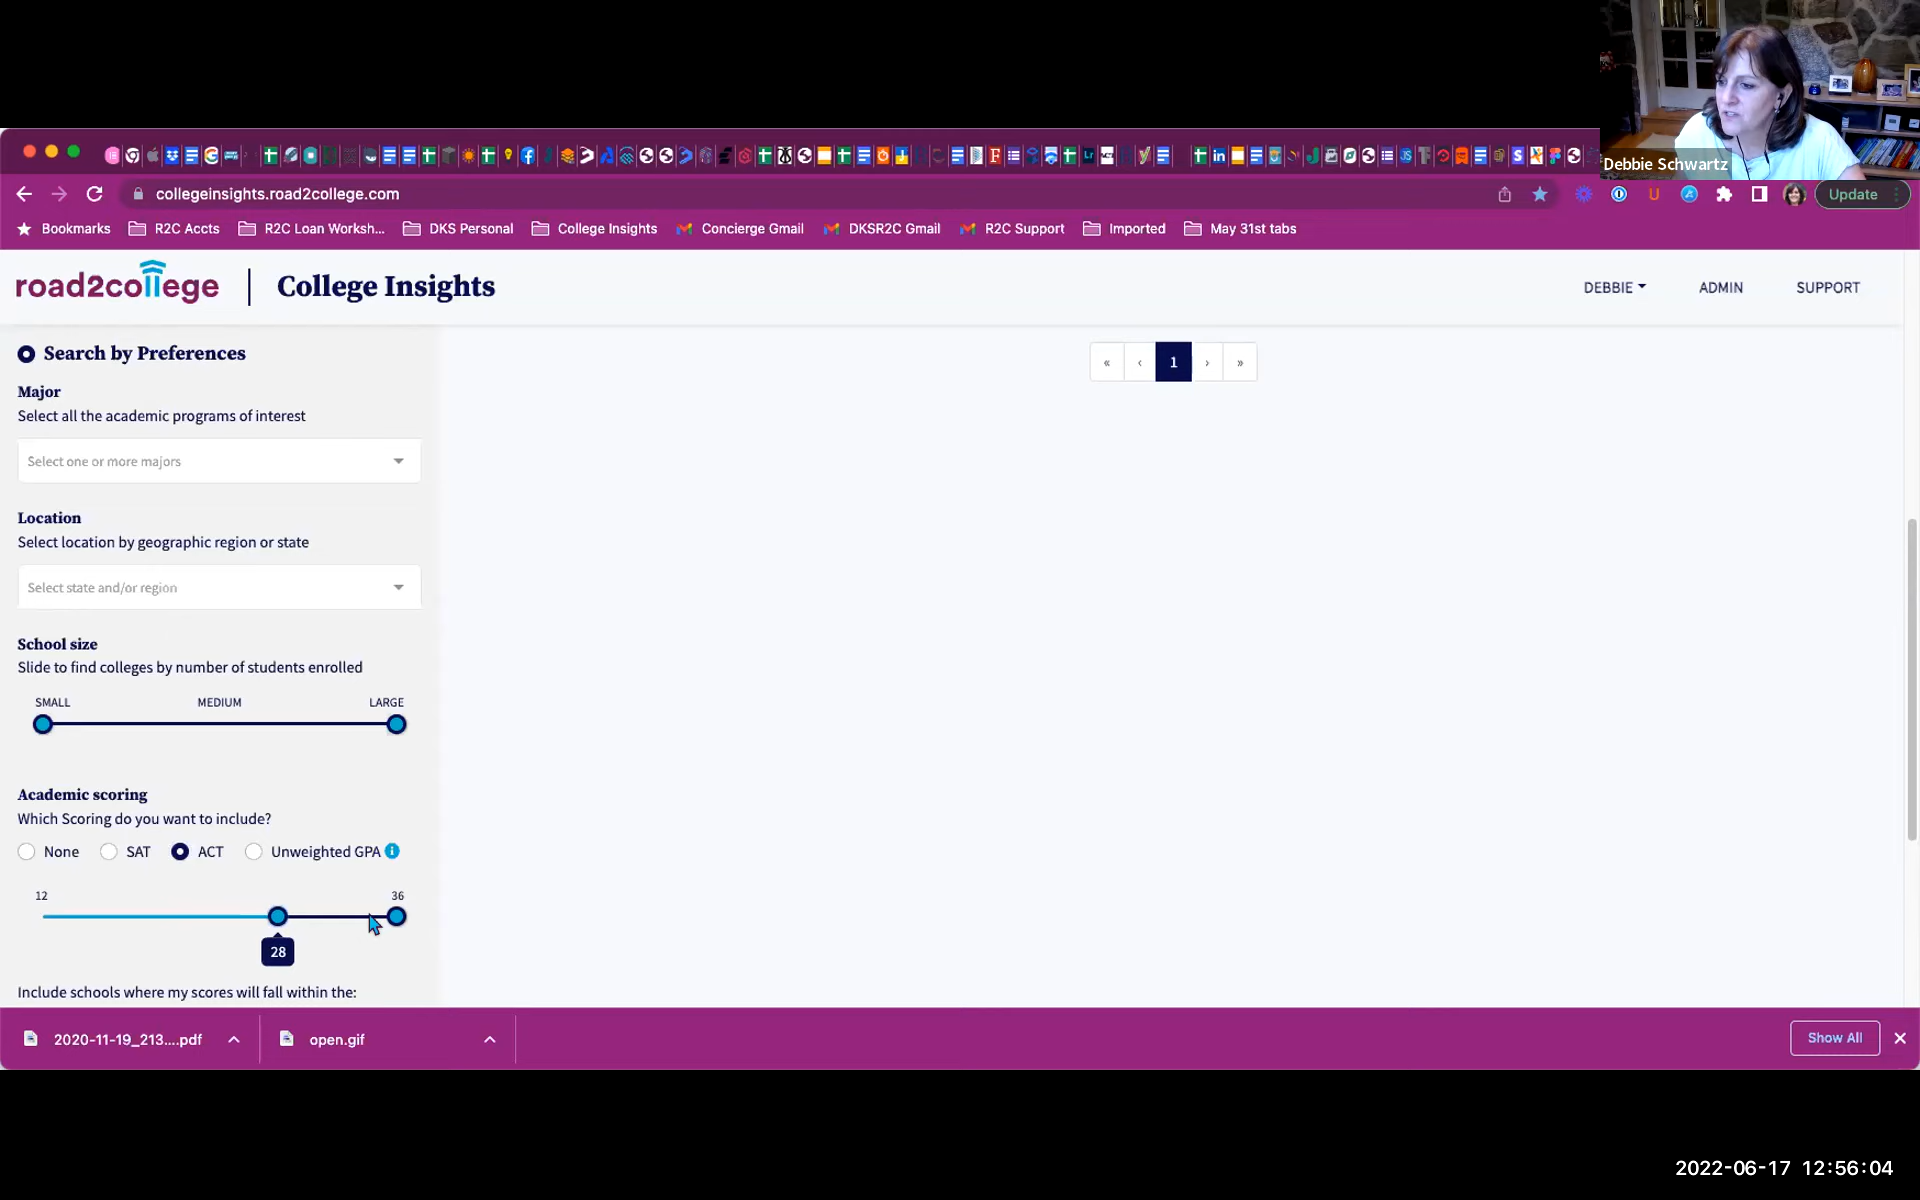 Debbie Schwartz
collegeinsights.road2college.com
Update
Bookmarks R2C Accts R2C Loan Worksh... DKS Personal College Insights Concierge Gmail DKSR2C Gmail R2C Support Imported May 31st tabs
road2college College Insights
DEBBIE ADMIN SUPPORT
Search by Preferences
« ‹ 1 › »
Major
Select all the academic programs of interest
Select one or more majors
Location
Select location by geographic region or state
Select state and/or region
School size
Slide to find colleges by number of students enrolled
SMALL MEDIUM LARGE
Academic scoring
Which Scoring do you want to include?
None SAT ACT Unweighted GPA
12 36
28
Include schools where my scores will fall within the:
2020-11-19_213....pdf open.gif Show All
2022-06-17 12:56:04